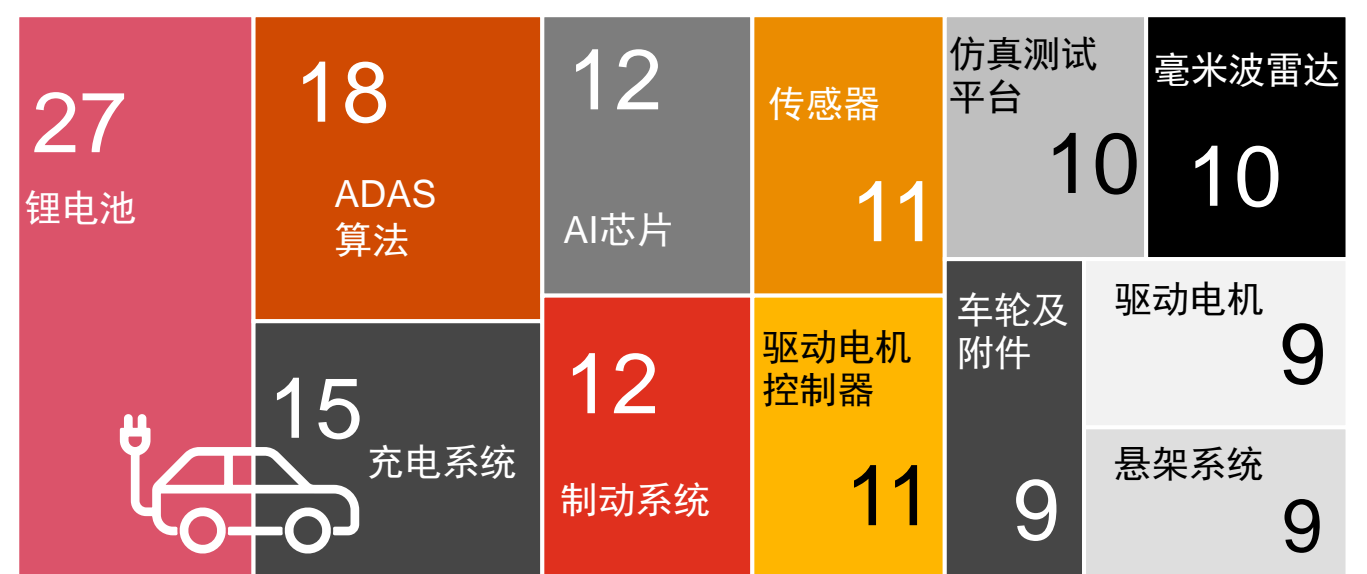 27
锂电池
18
ADAS
算法
15
充电系统
12
AI芯片
12
制动系统
传感器
11
驱动电机
控制器
11
仿真测试
平台
10
毫米波雷达
10
车轮及
附件
9
驱动电机
9
悬架系统
9